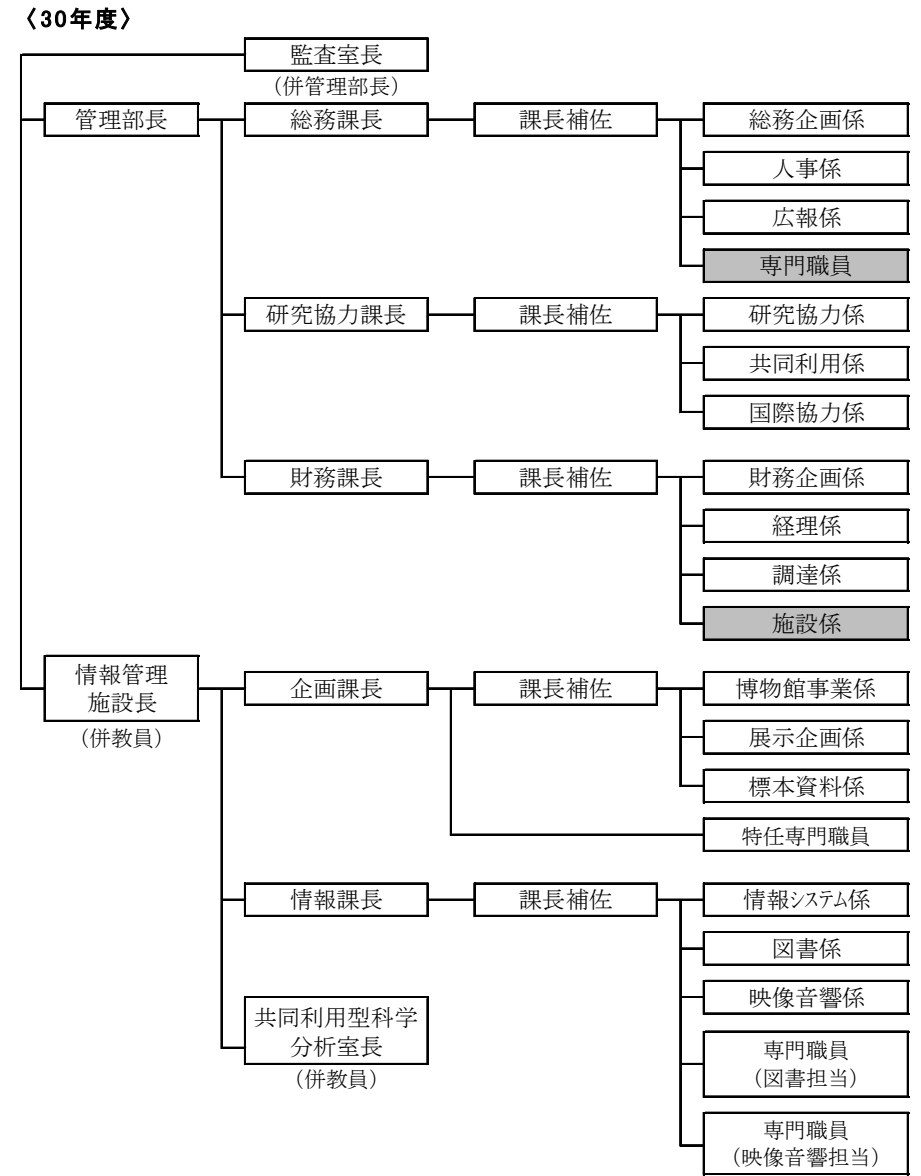 〈30年度〉
監査室長
（併管理部長）
管理部長
総務課長
課長補佐
総務企画係
人事係
広報係
専門職員
研究協力課長
課長補佐
研究協力係
共同利用係
国際協力係
財務課長
課長補佐
財務企画係
経理係
調達係
施設係
情報管理
施設長
（併教員）
企画課長
課長補佐
博物館事業係
展示企画係
標本資料係
特任専門職員
情報課長
課長補佐
情報システム係
図書係
映像音響係
共同利用型科学
分析室長
（併教員）
専門職員
（図書担当）
専門職員
（映像音響担当）